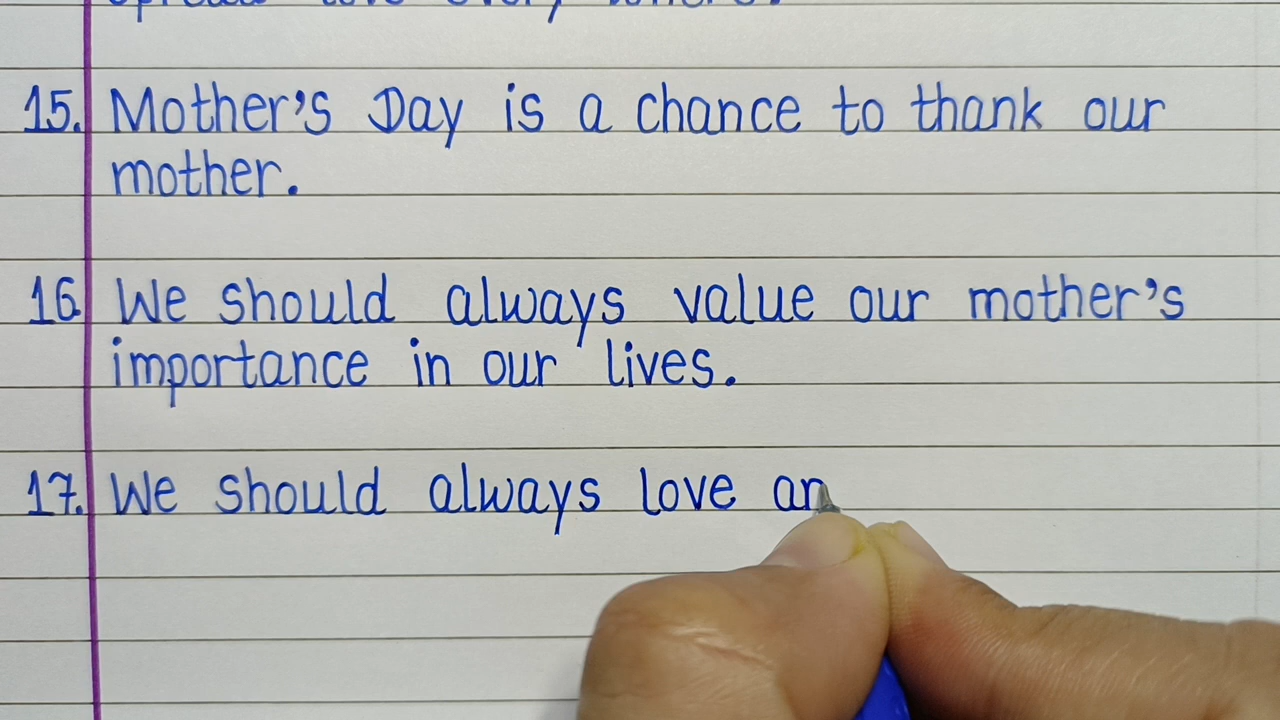 15. Mother's Day is a chance to thank our
mother.
16. We should always value our mother's
importance in our lives.
17. We should always love an